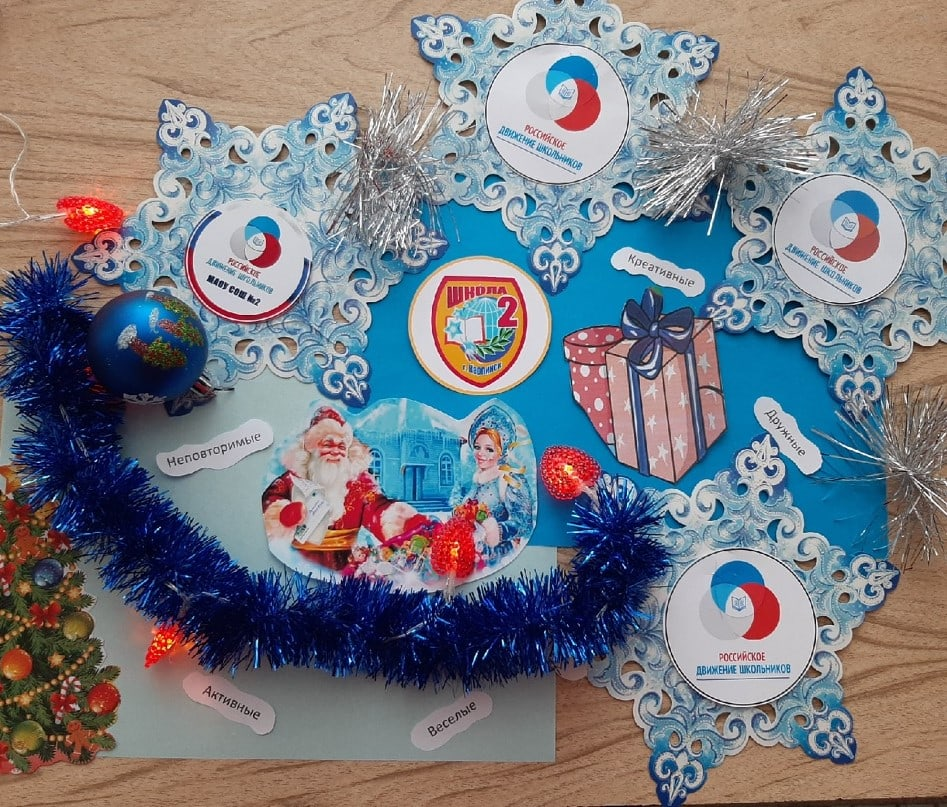 РОССИЙСКОЕ
ДВИЖЕНИЕ ШКОЛЬНИКОВ
РОССИЙСКОЕ
ДВИЖЕНИЕ ШКОЛЬНИКОВ
РОССИЙСКОЕ
ДВИЖЕНИЕ ШКОЛЬНИКОВ
МАОУ СОШ №2
Креативные
ШКОЛА
2
Дружные
Неповторимые
РОССИЙСКОЕ
ДВИЖЕНИЕ ШКОЛЬНИКОВ
Активные
Веселые